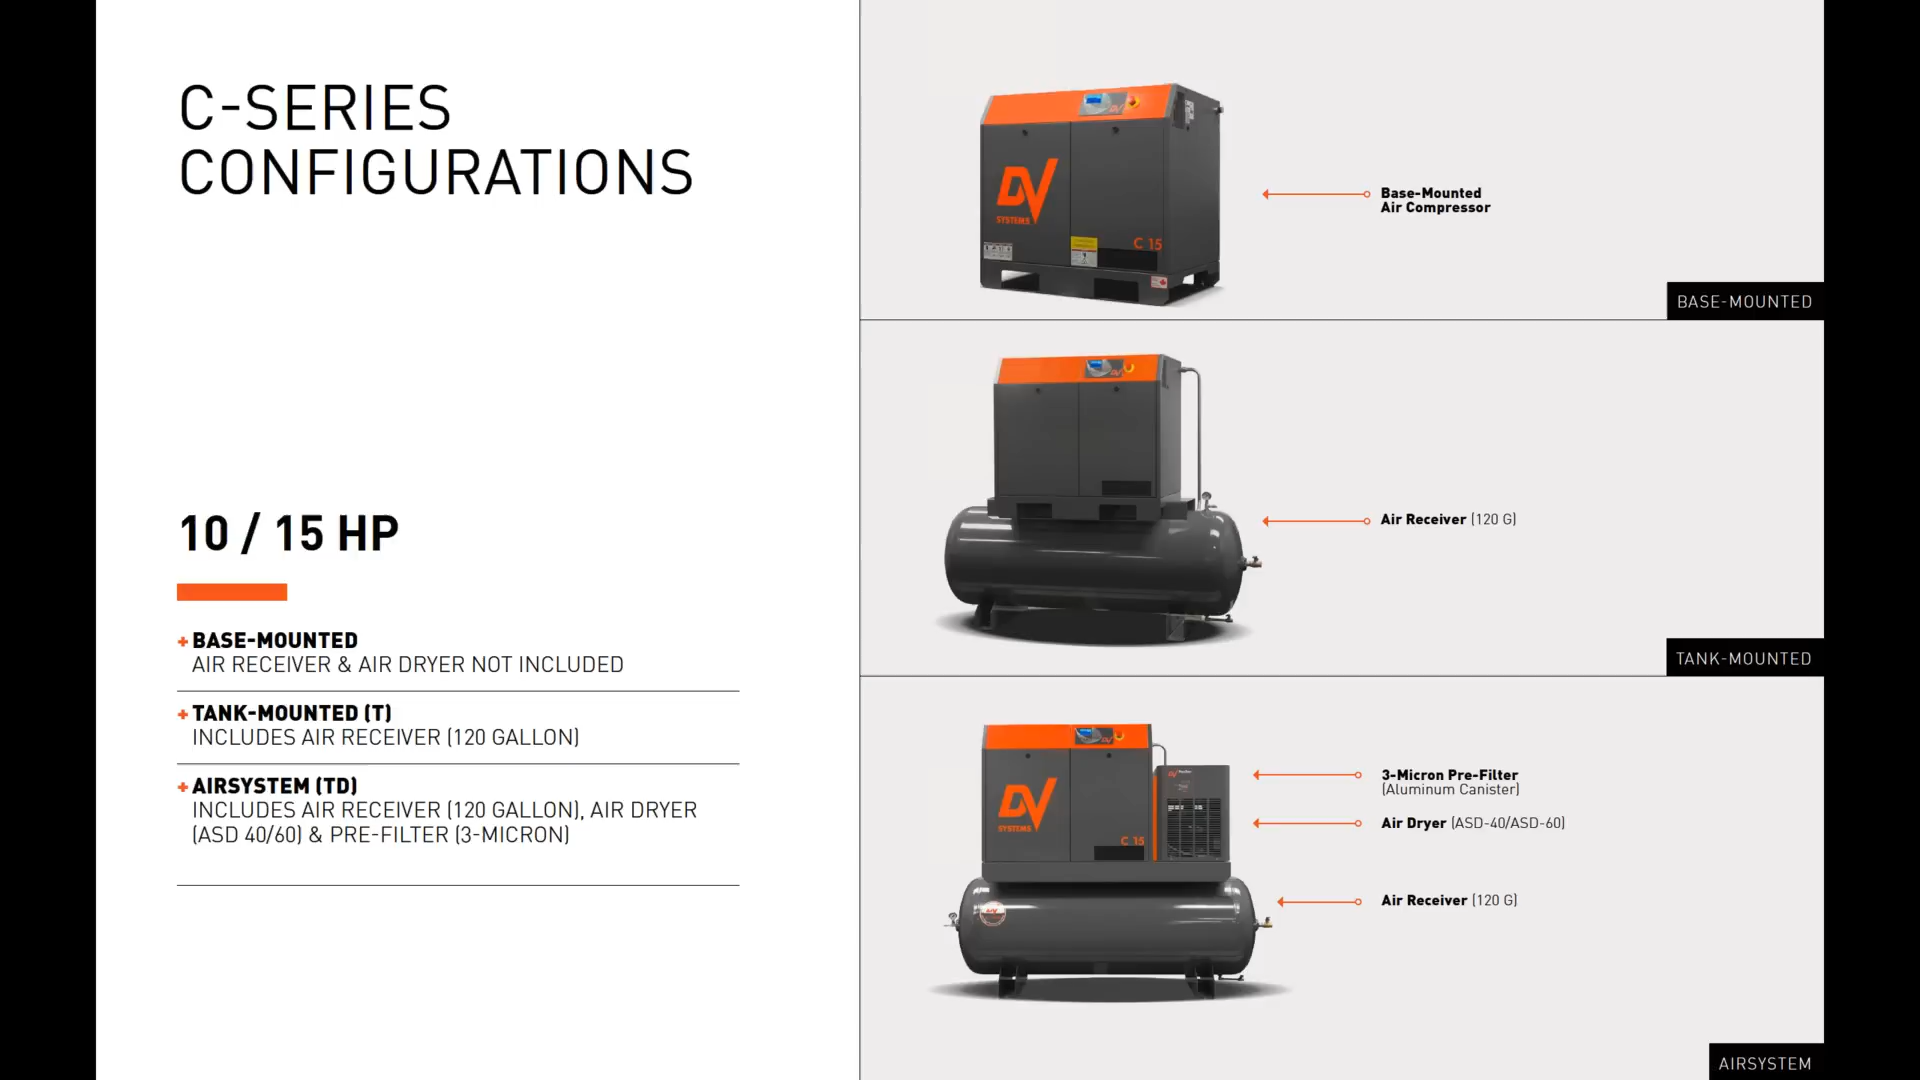 C-SERIES
CONFIGURATIONS
10 / 15 HP
+ BASE-MOUNTED
AIR RECEIVER & AIR DRYER NOT INCLUDED
+ TANK-MOUNTED (T)
INCLUDES AIR RECEIVER (120 GALLON)
+ AIRSYSTEM (TD)
INCLUDES AIR RECEIVER (120 GALLON), AIR DRYER
(ASD 40/60) & PRE-FILTER (3-MICRON)
DV
SYSTEMS
C 15
Base-Mounted
Air Compressor
BASE-MOUNTED
DV
Air Receiver (120 G)
TANK-MOUNTED
DV
SYSTEMS
C 15
3-Micron Pre-Filter
(Aluminum Canister)
Air Dryer (ASD-40/ASD-60)
Air Receiver (120 G)
AIRSYSTEM